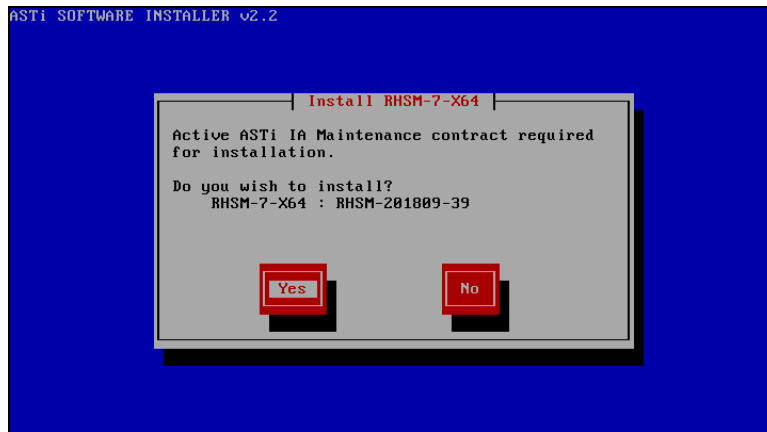 ASTi SOFTWARE INSTALLER v2.2
Install RHSM-7-X64
Active ASTi IA Maintenance contract required
for installation.
Do you wish to install?
RHSM-7-X64 : RHSM-201809-39
Yes No